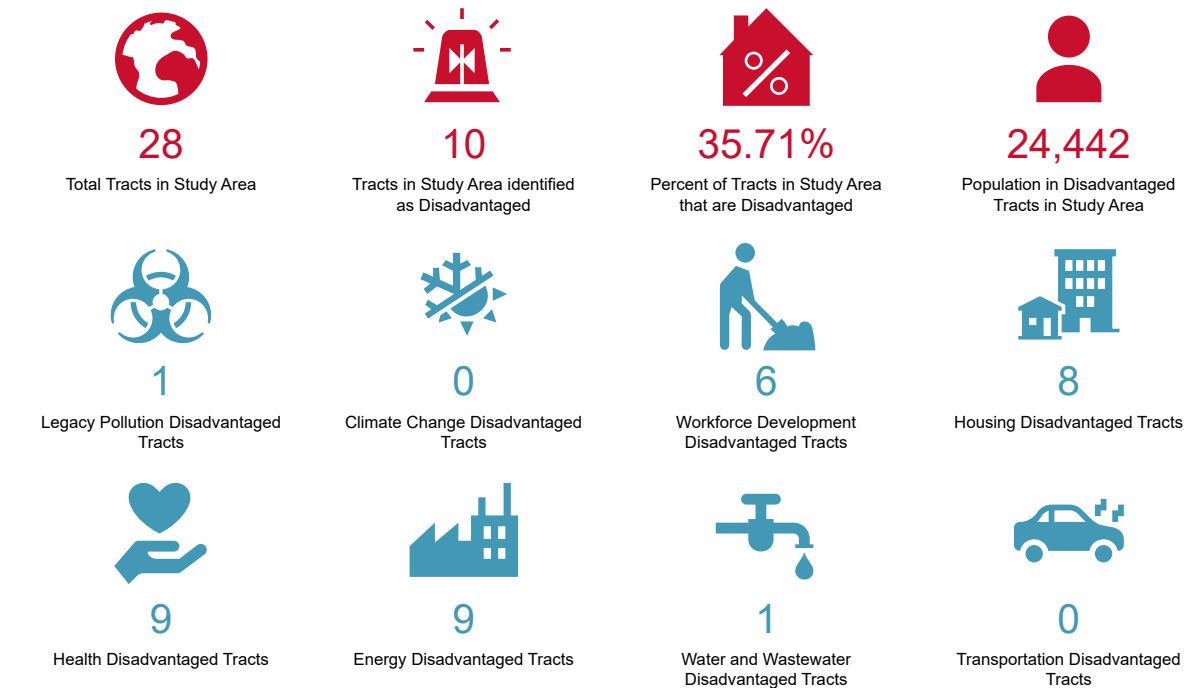 28
Total Tracts in Study Area
10
Tracts in Study Area identified
as Disadvantaged
35.71%
Percent of Tracts in Study Area
that are Disadvantaged
24,442
Population in Disadvantaged
Tracts in Study Area
1
Legacy Pollution Disadvantaged
Tracts
0
Climate Change Disadvantaged
Tracts
6
Workforce Development
Disadvantaged Tracts
8
Housing Disadvantaged Tracts
9
Health Disadvantaged Tracts
9
Energy Disadvantaged Tracts
1
Water and Wastewater
Disadvantaged Tracts
0
Transportation Disadvantaged
Tracts